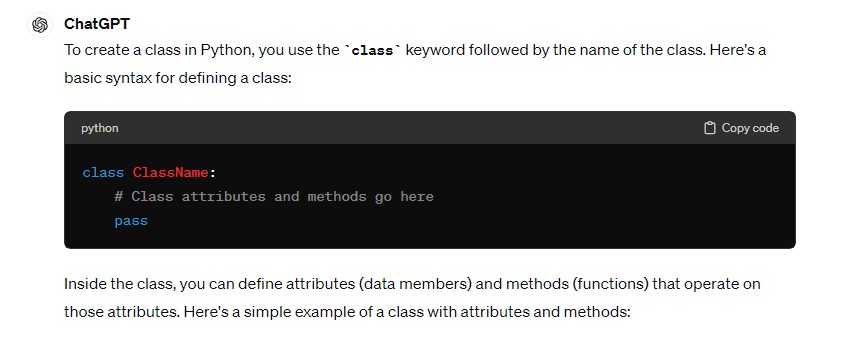 ChatGPT
To create a class in Python, you use the `class` keyword followed by the name of the class. Here's a
basic syntax for defining a class:
python
Copy code
class ClassName:
    # Class attributes and methods go here
    pass
Inside the class, you can define attributes (data members) and methods (functions) that operate on
those attributes. Here's a simple example of a class with attributes and methods: